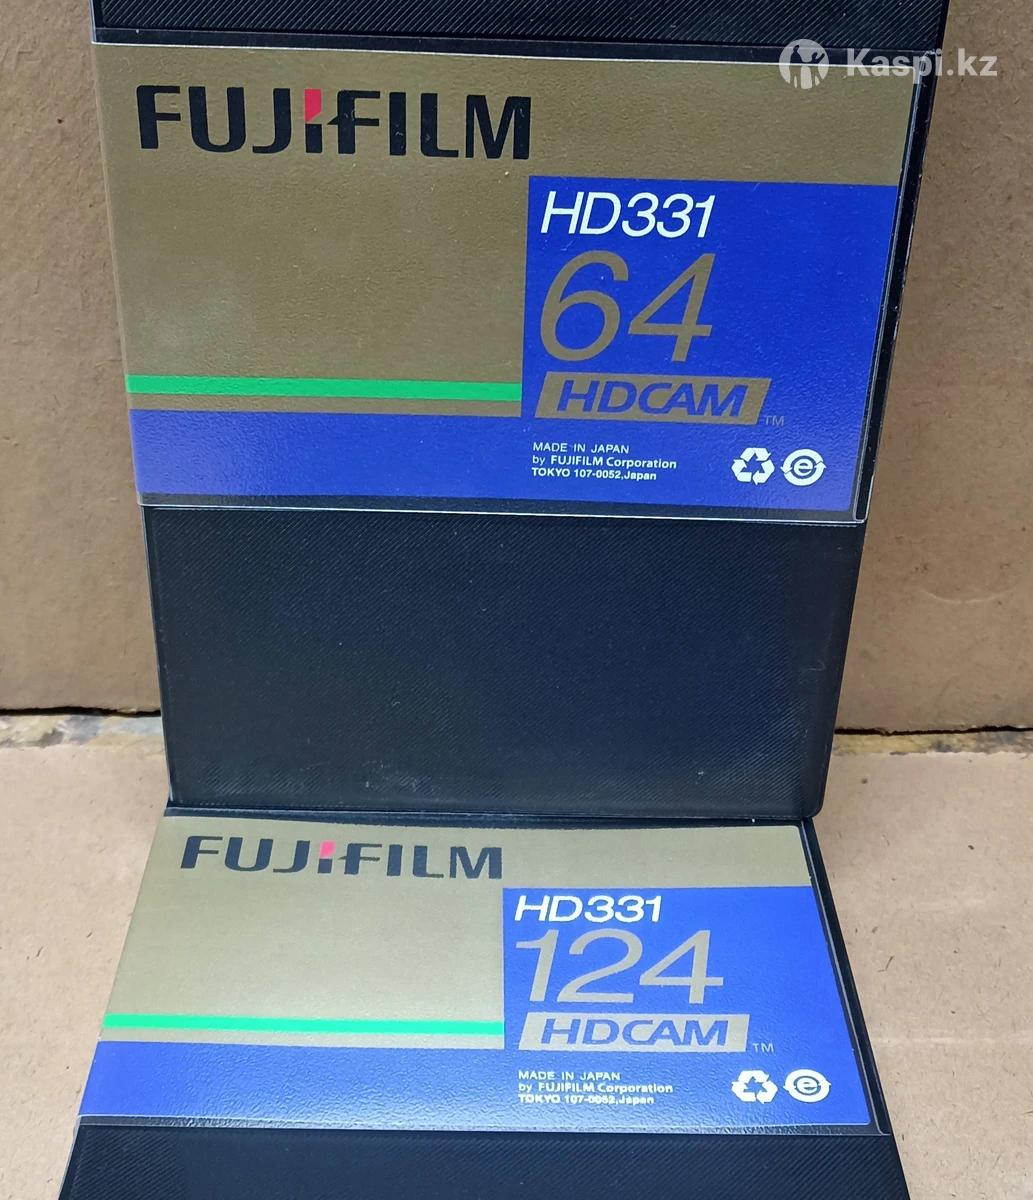 Kaspi.kz
FUJIFILM
HD331
64
HDCAM
TM
MADE IN JAPAN
by FUJIFILM Corporation
TOKYO 107-0052,Japan
e
FUJIFILM
HD331
124
HDCAM
TM
MADE IN JAPAN
by FUJIFILM Corporation
TOKYO 107-0052,Japan
e